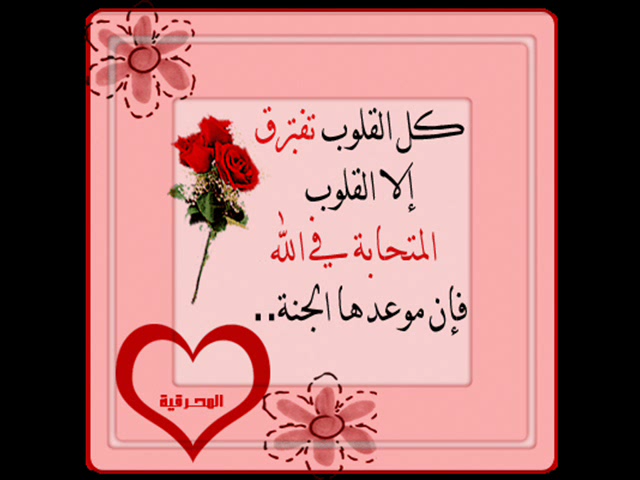 كل القلوب تفترق
إلا القلوب
المتحابة في الله
فإن موعدها الجنة..
المحرقية